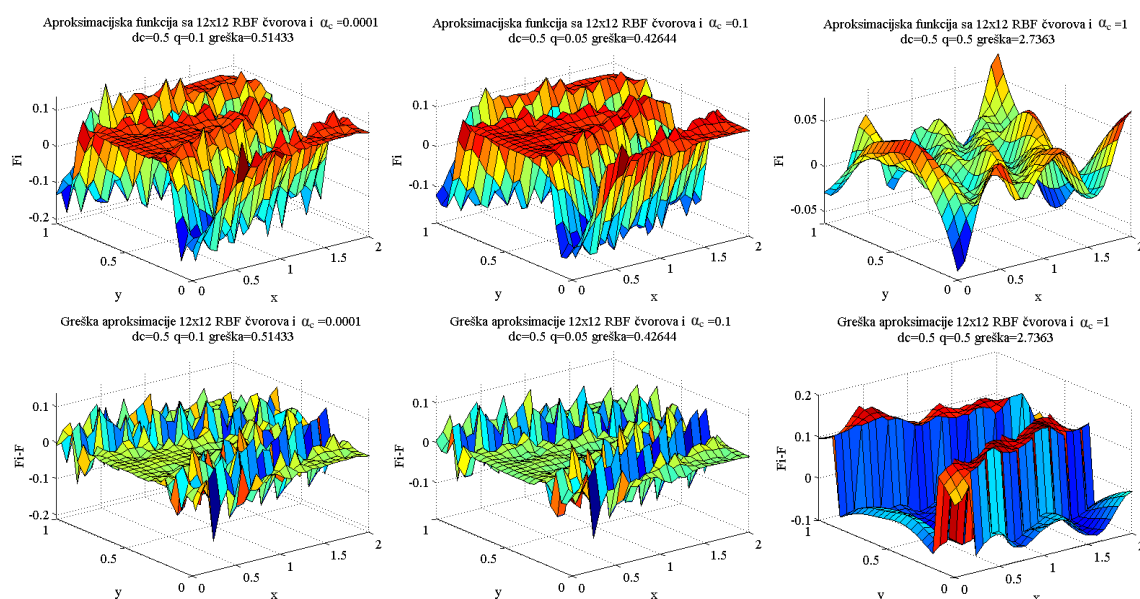 Aproksimacijska funkcija sa 12x12 RBF čvorova i αc =0.0001
dc=0.5 q=0.1 greška=0.51433
0.1
0
-0.1
-0.2
Fi
1
0.5
0
y
0
0.5
1
1.5
2
x
Aproksimacijska funkcija sa 12x12 RBF čvorova i αc =0.1
dc=0.5 q=0.05 greška=0.42644
0.1
0
-0.1
Fi
1
0.5
0
y
0
0.5
1
1.5
2
x
Aproksimacijska funkcija sa 12x12 RBF čvorova i αc =1
dc=0.5 q=0.5 greška=2.7363
0.05
0
-0.05
Fi
1
0.5
0
y
0
0.5
1
1.5
2
x
Greška aproksimacije 12x12 RBF čvorova i αc =0.0001
dc=0.5 q=0.1 greška=0.51433
0.1
0
-0.1
-0.2
Fi-F
1
0.5
0
y
0
0.5
1
1.5
2
x
Greška aproksimacije 12x12 RBF čvorova i αc =0.1
dc=0.5 q=0.05 greška=0.42644
0.1
0
-0.1
Fi-F
1
0.5
0
y
0
0.5
1
1.5
2
x
Greška aproksimacije 12x12 RBF čvorova i αc =1
dc=0.5 q=0.5 greška=2.7363
0.2
0.1
0
-0.1
Fi-F
1
0.5
0
y
0
0.5
1
1.5
2
x